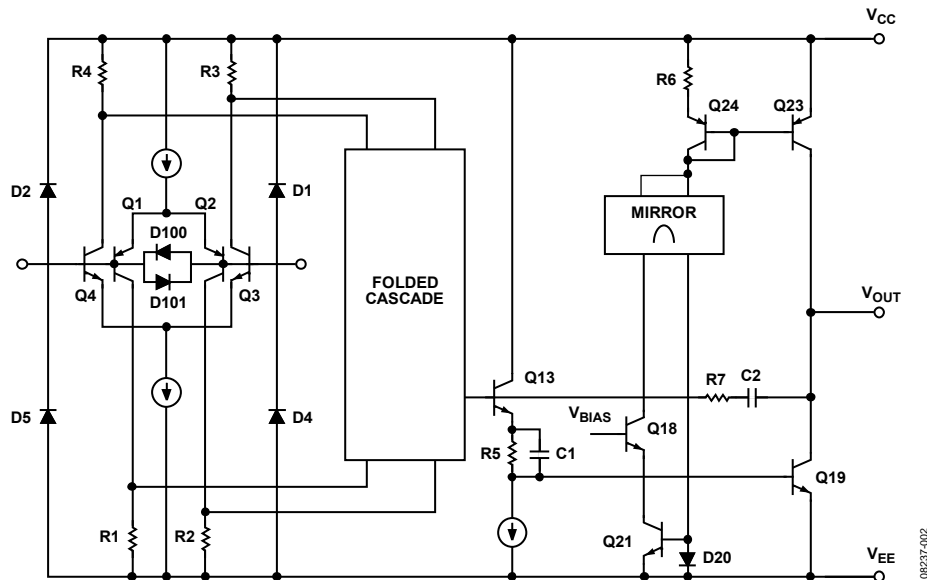 VCC
R4
R3
R6
Q24
Q23
D2
D1
Q1
Q2
D100
MIRROR
Q4
D101
Q3
FOLDED
CASCADE
VOUT
Q13
R7
C2
D5
D4
VBIAS
Q18
R5
C1
Q19
R1
R2
Q21
D20
VEE
08237-002